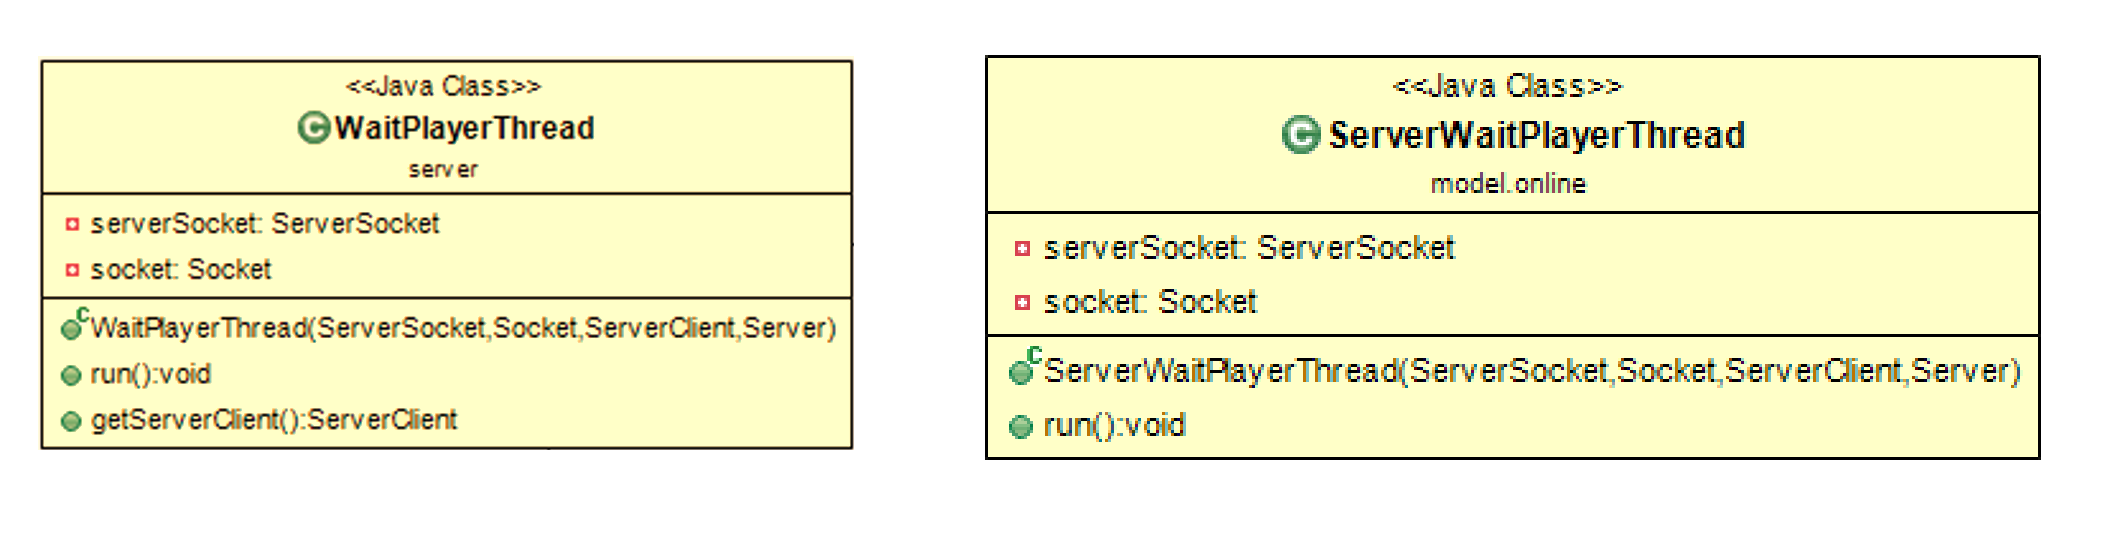 <<Java Class>>
C WaitPlayerThread
server
serverSocket: ServerSocket
socket: Socket
C WaitPlayerThread(ServerSocket,Socket,ServerClient,Server)
run():void
getServerClient():ServerClient
<<Java Class>>
C ServerWaitPlayerThread
model.online
serverSocket: ServerSocket
socket: Socket
C ServerWaitPlayerThread(ServerSocket,Socket,ServerClient,Server)
run():void